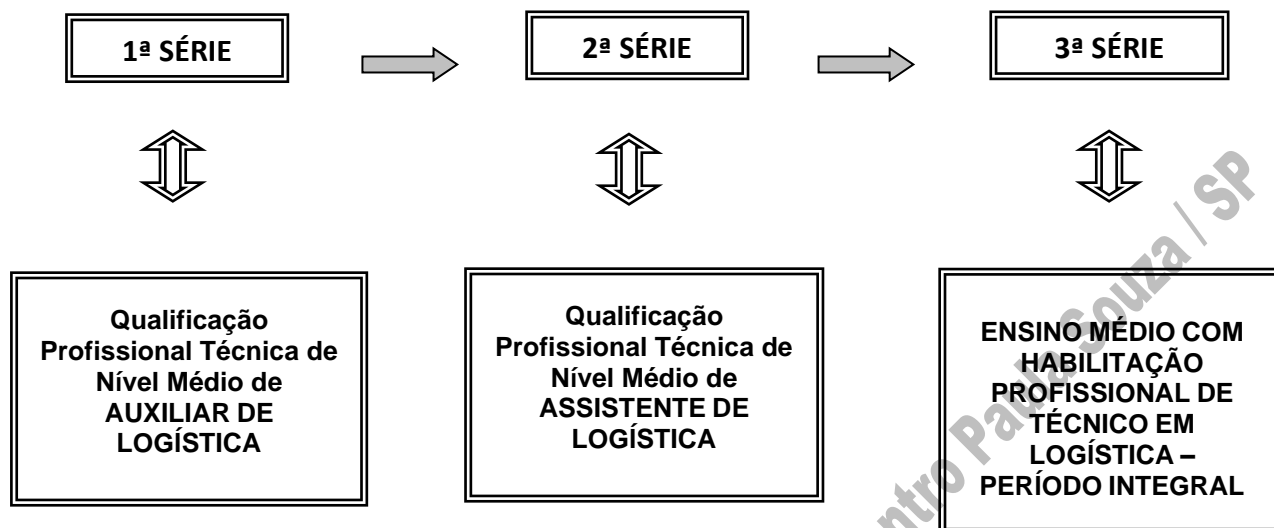 1ª SÉRIE
2ª SÉRIE
3ª SÉRIE
Qualificação
Profissional Técnica de
Nível Médio de
AUXILIAR DE
LOGÍSTICA
Qualificação
Profissional Técnica de
Nível Médio de
ASSISTENTE DE
LOGÍSTICA
ENSINO MÉDIO COM
HABILITAÇÃO
PROFISSIONAL DE
TÉCNICO EM
LOGÍSTICA –
PERÍODO INTEGRAL
Paula Souza / SP